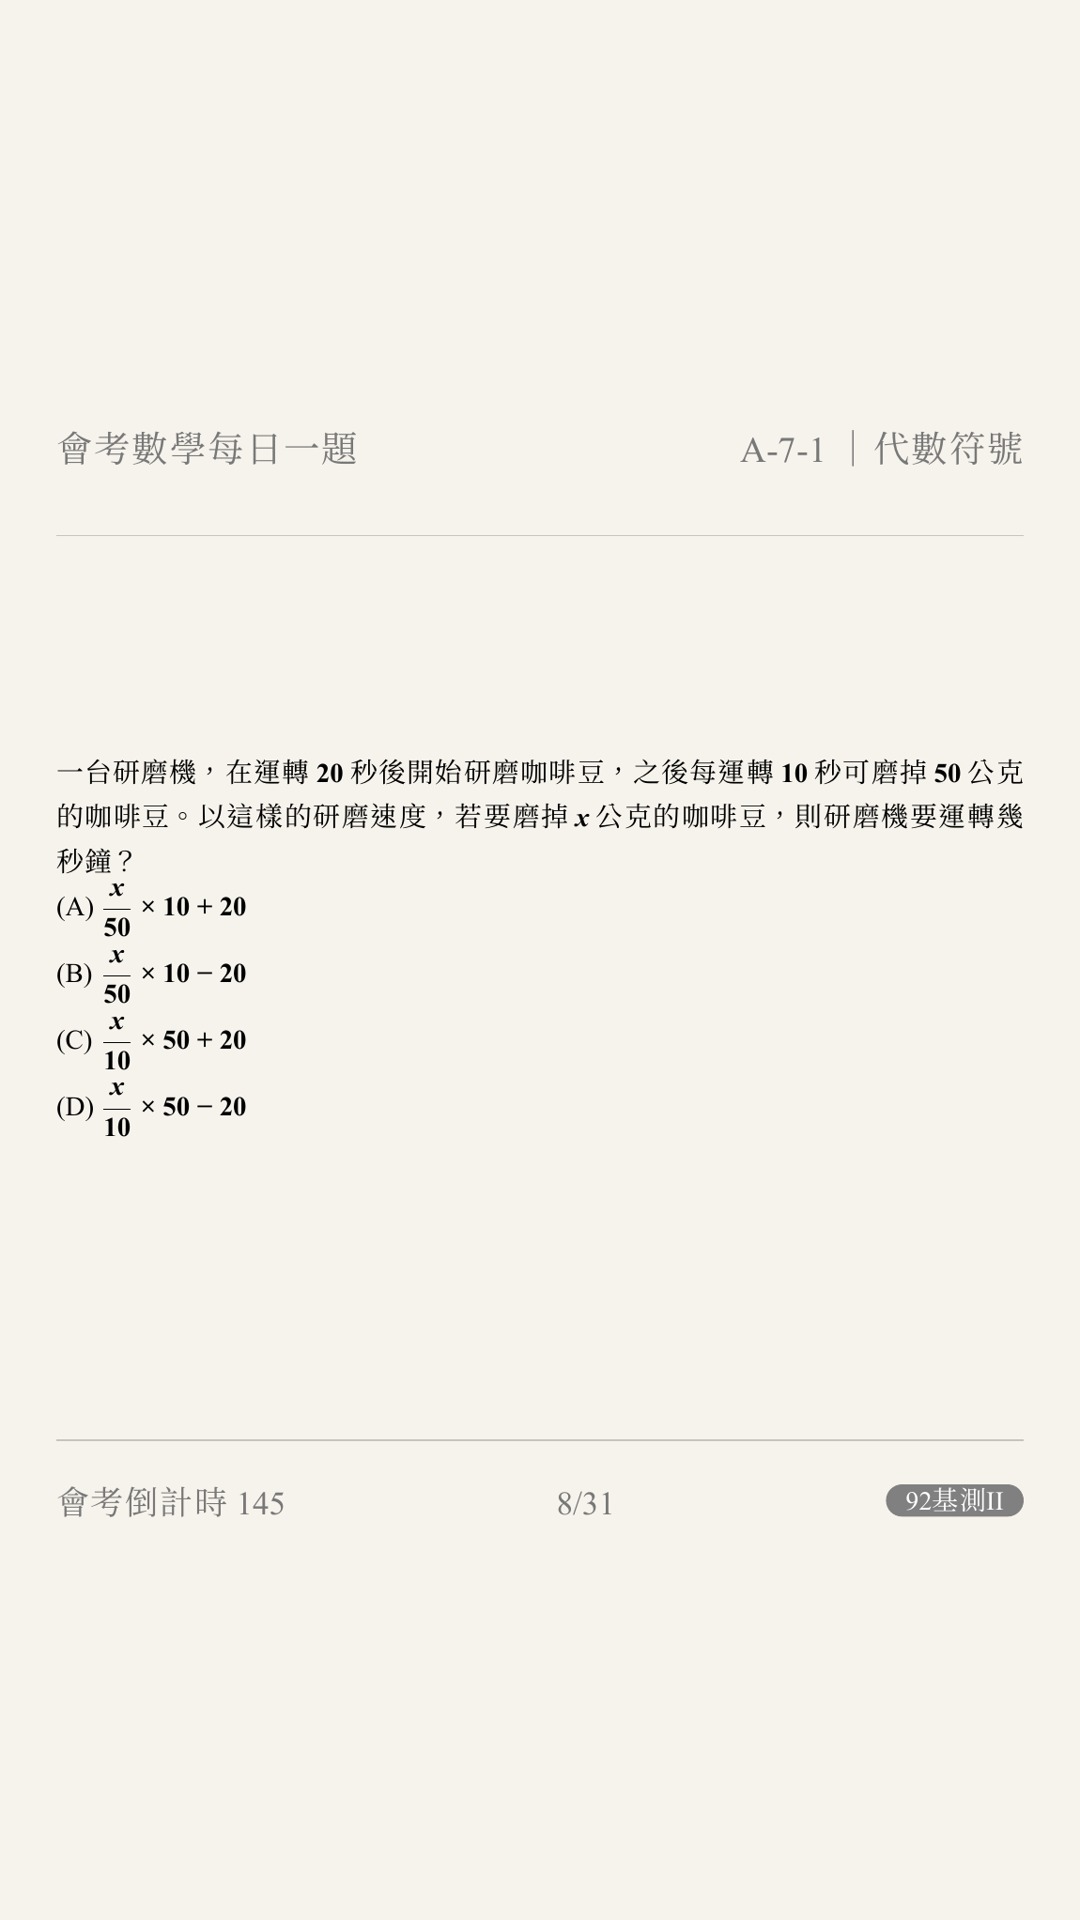 會考數學每日一題
A-7-1｜代數符號
一台研磨機，在運轉 20 秒後開始研磨咖啡豆，之後每運轉 10 秒可磨掉 50 公克
的咖啡豆。以這樣的研磨速度，若要磨掉 x 公克的咖啡豆，則研磨機要運轉幾
秒鐘？
(A) x/50 × 10 + 20
(B) x/50 × 10 − 20
(C) x/10 × 50 + 20
(D) x/10 × 50 − 20
會考倒計時 145
8/31
92基測II